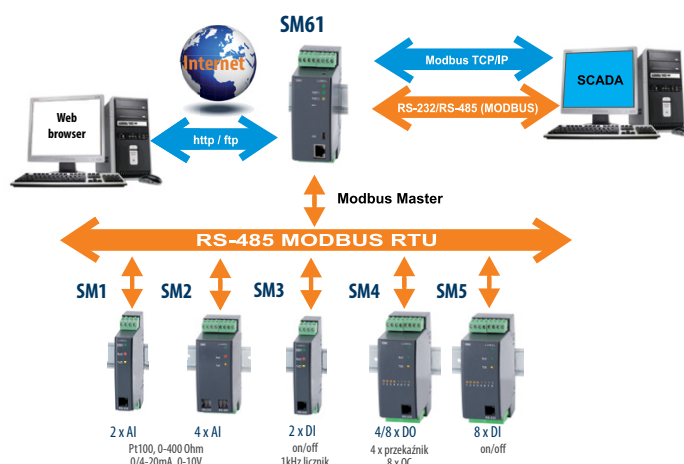 SM61
Internet
Modbus TCP/IP
SCADA
RS-232/RS-485 (MODBUS)
Web
browser
http / ftp
Modbus Master
RS-485 MODBUS RTU
SM1
SM2
SM3
SM4
SM5
2 x AI
4 x AI
2 x DI
4/8 x DO
8 x DI
Pt100, 0-400 Ohm
0/4-20mA, 0-10V
on/off
1kHz licznik
4 x przekaźnik
8 x OC
on/off